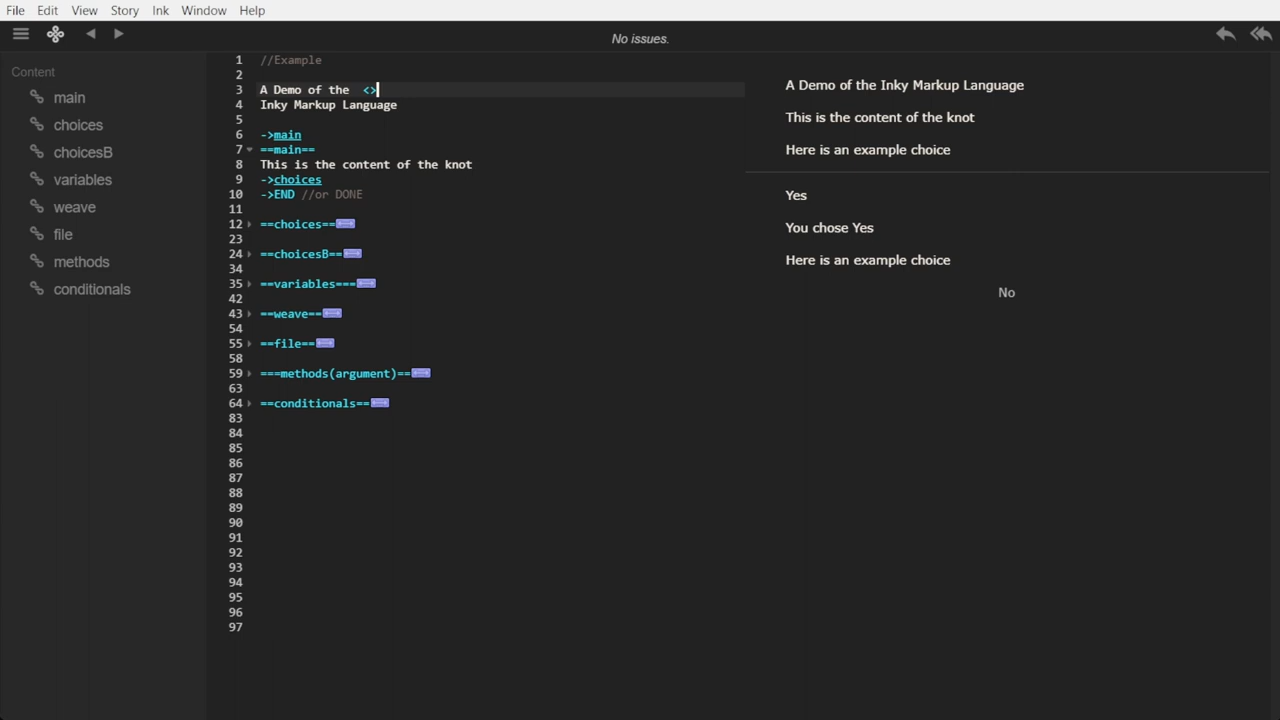 File Edit View Story Ink Window Help
No issues.
Content
main
choices
choicesB
variables
weave
file
methods
conditionals
1 //Example
2
3 A Demo of the  <>
4 Inky Markup Language
5
6 ->main
7 ==main==
8 This is the content of the knot
9 ->choices
10 ->END //or DONE
11
12 ==choices==
23
24 ==choicesB==
34
35 ==variables===
42
43 ==weave==
54
55 ==file==
58
59 ===methods(argument)==
63
64 ==conditionals==
83
84
85
86
87
88
89
90
91
92
93
94
95
96
97
A Demo of the Inky Markup Language
This is the content of the knot
Here is an example choice
Yes
You chose Yes
Here is an example choice
No